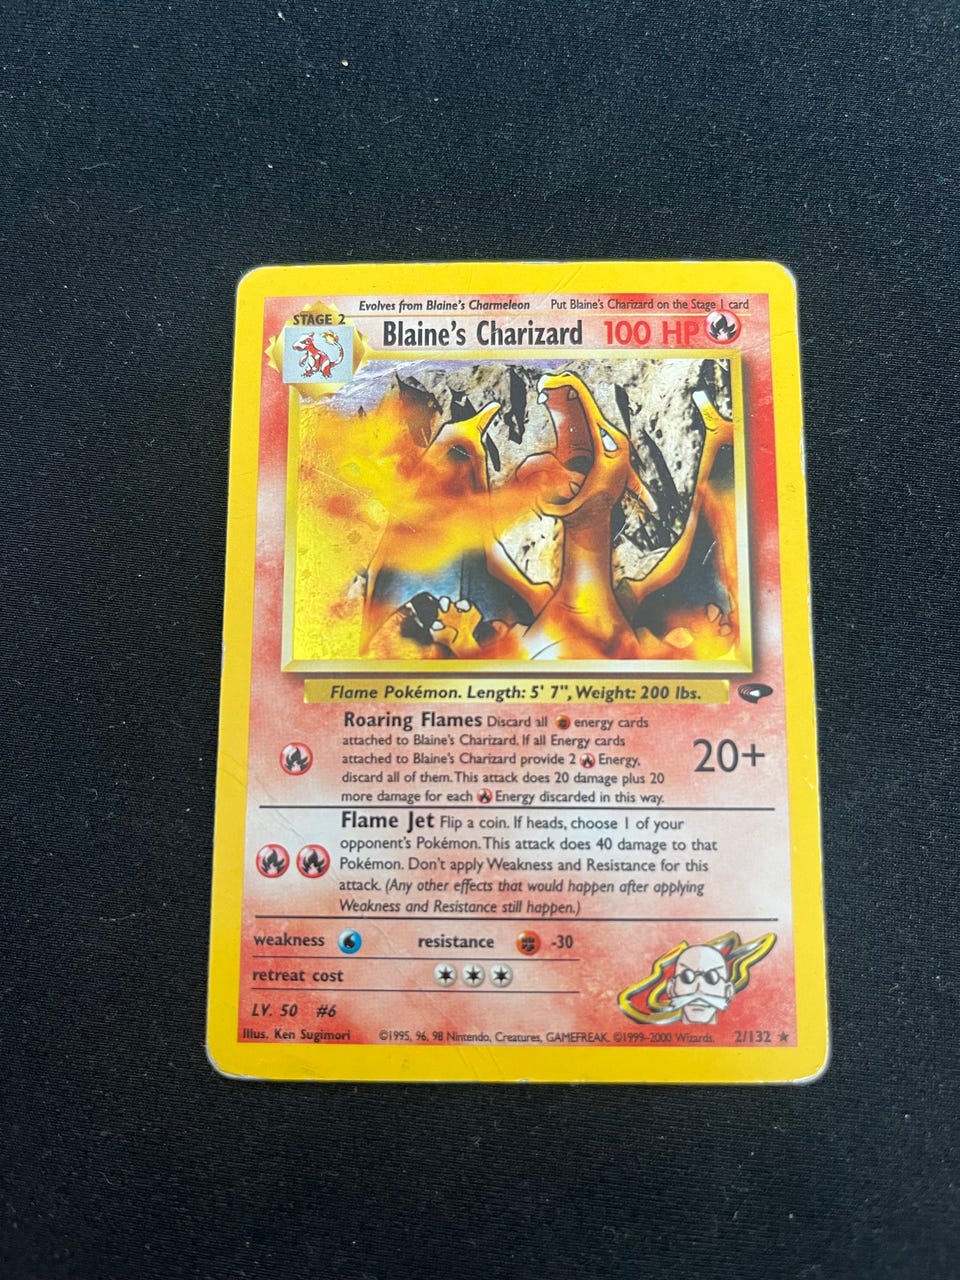 Evolves from Blaine's Charmeleon Put Blaine's Charizard on the Stage 1 card
STAGE 2
Blaine's Charizard 100 HP
Flame Pokémon. Length: 5' 7", Weight: 200 lbs.
Roaring Flames Discard all energy cards
attached to Blaine's Charizard. If all Energy cards
attached to Blaine's Charizard provide 2 Energy,
discard all of them. This attack does 20 damage plus 20
more damage for each Energy discarded in this way.
20+
Flame Jet Flip a coin. If heads, choose 1 of your
opponent's Pokémon. This attack does 40 damage to that
Pokémon. Don't apply Weakness and Resistance for this
attack. (Any other effects that would happen after applying
Weakness and Resistance still happen.)
weakness resistance -30
retreat cost
LV. 50 #6
Illus. Ken Sugimori ©1995, 96, 98 Nintendo, Creatures, GAMEFREAK. ©1999-2000 Wizards. 2/132 ★